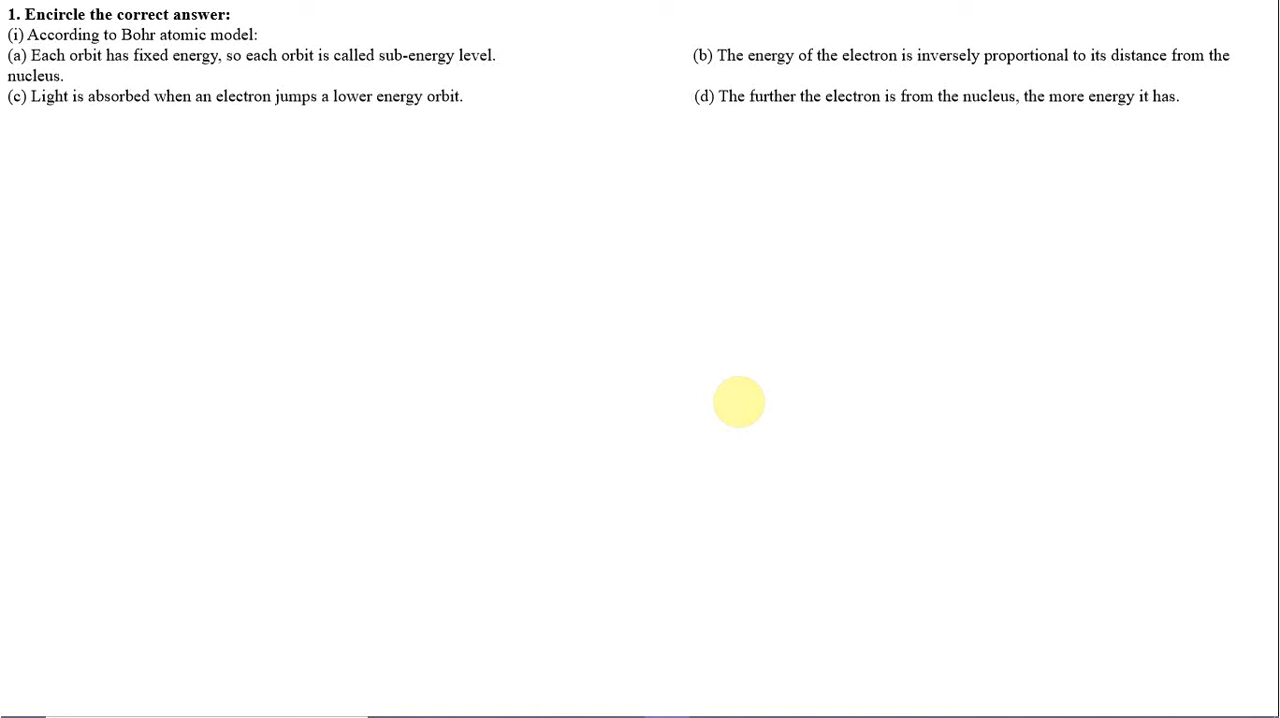 1. Encircle the correct answer:
(i) According to Bohr atomic model:
(a) Each orbit has fixed energy, so each orbit is called sub-energy level. (b) The energy of the electron is inversely proportional to its distance from the
nucleus.
(c) Light is absorbed when an electron jumps a lower energy orbit. (d) The further the electron is from the nucleus, the more energy it has.